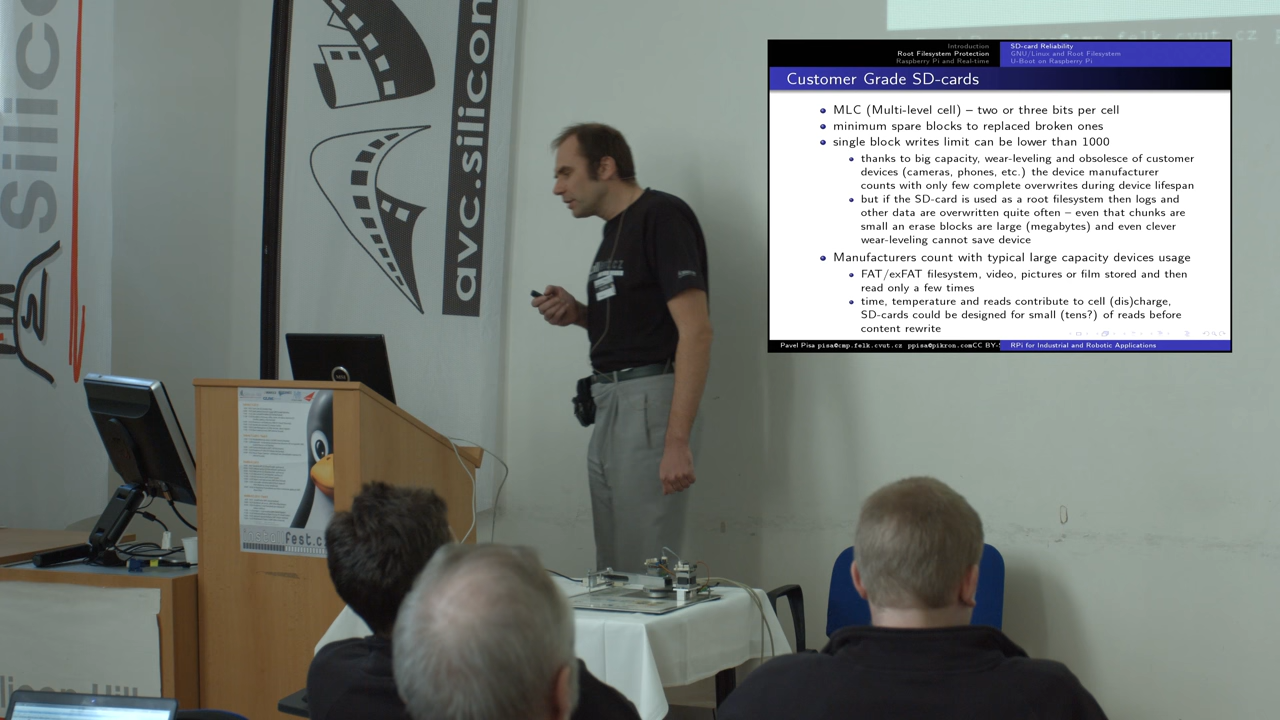 Silico
avc.silicon
fest.c
Introduction
Root Filesystem Protection
Raspberry Pi and Real-time
SD-card Reliability
GNU/Linux and Root Filesystem
U-Boot on Raspberry Pi
Customer Grade SD-cards
MLC (Multi-level cell) – two or three bits per cell
minimum spare blocks to replaced broken ones
single block writes limit can be lower than 1000
thanks to big capacity, wear-leveling and obsolesce of customer
devices (cameras, phones, etc.) the device manufacturer
counts with only few complete overwrites during device lifespan
but if the SD-card is used as a root filesystem then logs and
other data are overwritten quite often – even that chunks are
small an erase blocks are large (megabytes) and even clever
wear-leveling cannot save device
Manufacturers count with typical large capacity devices usage
FAT/exFAT filesystem, video, pictures or film stored and then
read only a few times
time, temperature and reads contribute to cell (dis)charge,
SD-cards could be designed for small (tens?) of reads before
content rewrite
Pavel Pisa pisa@cmp.felk.cvut.cz ppisa@pikron.comCC BY-
RPi for Industrial and Robotic Applications